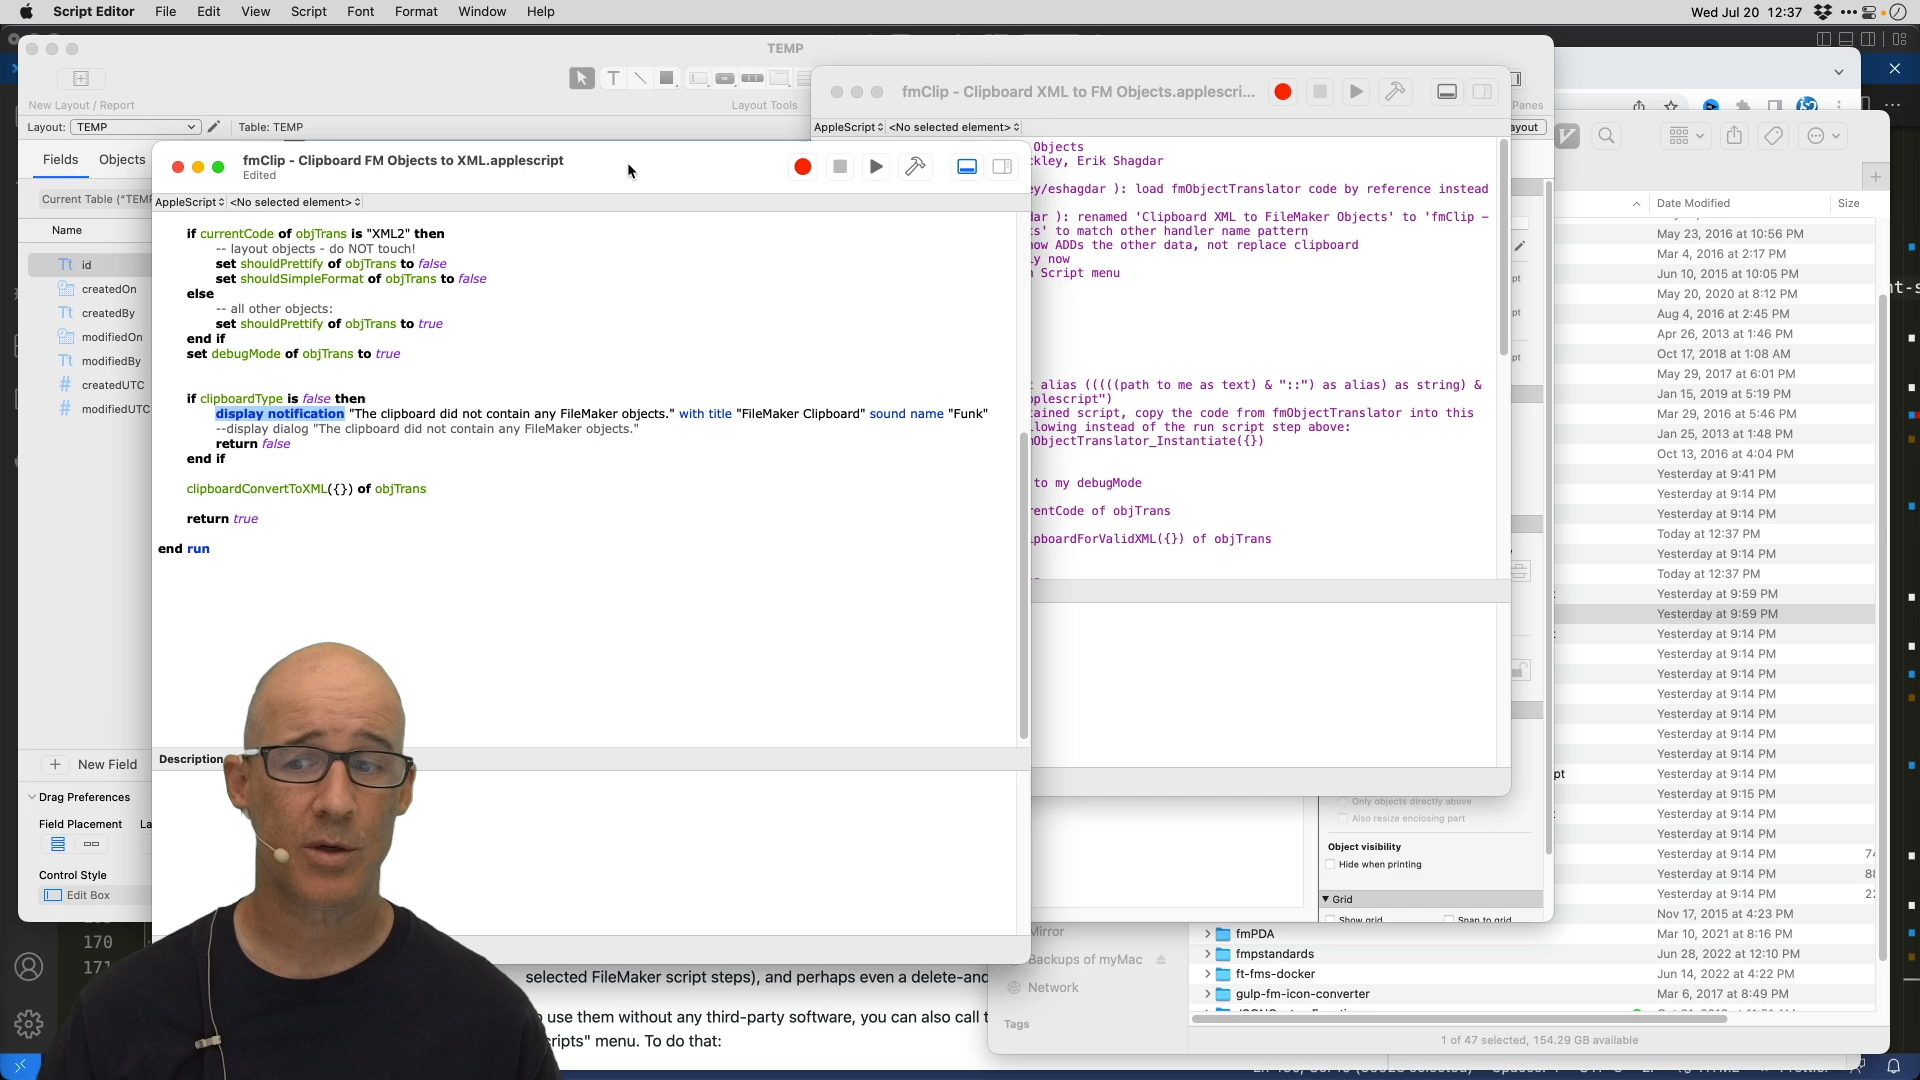 Script Editor File Edit View Script Font Format Window Help
Wed Jul 20 12:37
TEMP
New Layout / Report
Layout Tools
Layout: TEMP
Table: TEMP
Fields Objects
Current Table ("TEMP
Name
id
createdOn
createdBy
modifiedOn
modifiedBy
createdUTC
modifiedUTC
New Field
Drag Preferences
Field Placement La
Control Style
Edit Box
170
171
fmClip - Clipboard FM Objects to XML.applescript
Edited
AppleScript <No selected element>
if currentCode of objTrans is "XML2" then
-- layout objects - do NOT touch!
set shouldPrettify of objTrans to false
set shouldSimpleFormat of objTrans to false
else
-- all other objects:
set shouldPrettify of objTrans to true
end if
set debugMode of objTrans to true
if clipboardType is false then
display notification "The clipboard did not contain any FileMaker objects." with title "FileMaker Clipboard" sound name "Funk"
--display dialog "The clipboard did not contain any FileMaker objects."
return false
end if
clipboardConvertToXML({}) of objTrans
return true
end run
Description
selected FileMaker script steps), and perhaps even a delete-and
use them without any third-party software, you can also call t
cripts" menu. To do that:
fmClip - Clipboard XML to FM Objects.applescri...
AppleScript <No selected element>
Objects
ckley, Erik Shagdar
ey/eshagdar ): load fmObjectTranslator code by reference instead
dar ): renamed 'Clipboard XML to FileMaker Objects' to 'fmClip -
ts' to match other handler name pattern
now ADDs the other data, not replace clipboard
ly now
n Script menu
t alias (((((path to me as text) & "::") as alias) as string) &
pplescript")
tained script, copy the code from fmObjectTranslator into this
llowing instead of the run script step above:
mObjectTranslator_Instantiate({})
to my debugMode
rentCode of objTrans
ipboardForValidXML({}) of objTrans
Panes
ayout
pt
pt
pt
Only objects directly above
Also resize enclosing part
Object visibility
Hide when printing
Grid
Show grid Snap to grid
Date Modified Size
May 23, 2016 at 10:56 PM
Mar 4, 2016 at 2:17 PM
Jun 10, 2015 at 10:05 PM
May 20, 2020 at 8:12 PM
Aug 4, 2016 at 2:45 PM
Apr 26, 2013 at 1:46 PM
Oct 17, 2018 at 1:08 AM
May 29, 2017 at 6:01 PM
Jan 15, 2019 at 5:19 PM
Mar 29, 2016 at 5:46 PM
Jan 25, 2013 at 1:48 PM
Oct 13, 2016 at 4:04 PM
Yesterday at 9:41 PM
Yesterday at 9:14 PM
Yesterday at 9:14 PM
Today at 12:37 PM
Yesterday at 9:14 PM
Today at 12:37 PM
Yesterday at 9:59 PM
Yesterday at 9:59 PM
Yesterday at 9:14 PM
Yesterday at 9:14 PM
Yesterday at 9:14 PM
Yesterday at 9:14 PM
Yesterday at 9:14 PM
Yesterday at 9:14 PM
Yesterday at 9:14 PM
pt Yesterday at 9:14 PM
Yesterday at 9:15 PM
Yesterday at 9:14 PM
Yesterday at 9:14 PM
Yesterday at 9:14 PM
Yesterday at 9:14 PM
Yesterday at 9:14 PM
Nov 17, 2015 at 4:23 PM
fmPDA Mar 10, 2021 at 8:16 PM
fmpstandards Jun 28, 2022 at 12:10 PM
ft-fms-docker Jun 14, 2022 at 4:22 PM
gulp-fm-icon-converter Mar 6, 2017 at 8:49 PM
Mirror
Backups of myMac
Network
Tags
1 of 47 selected, 154.29 GB available